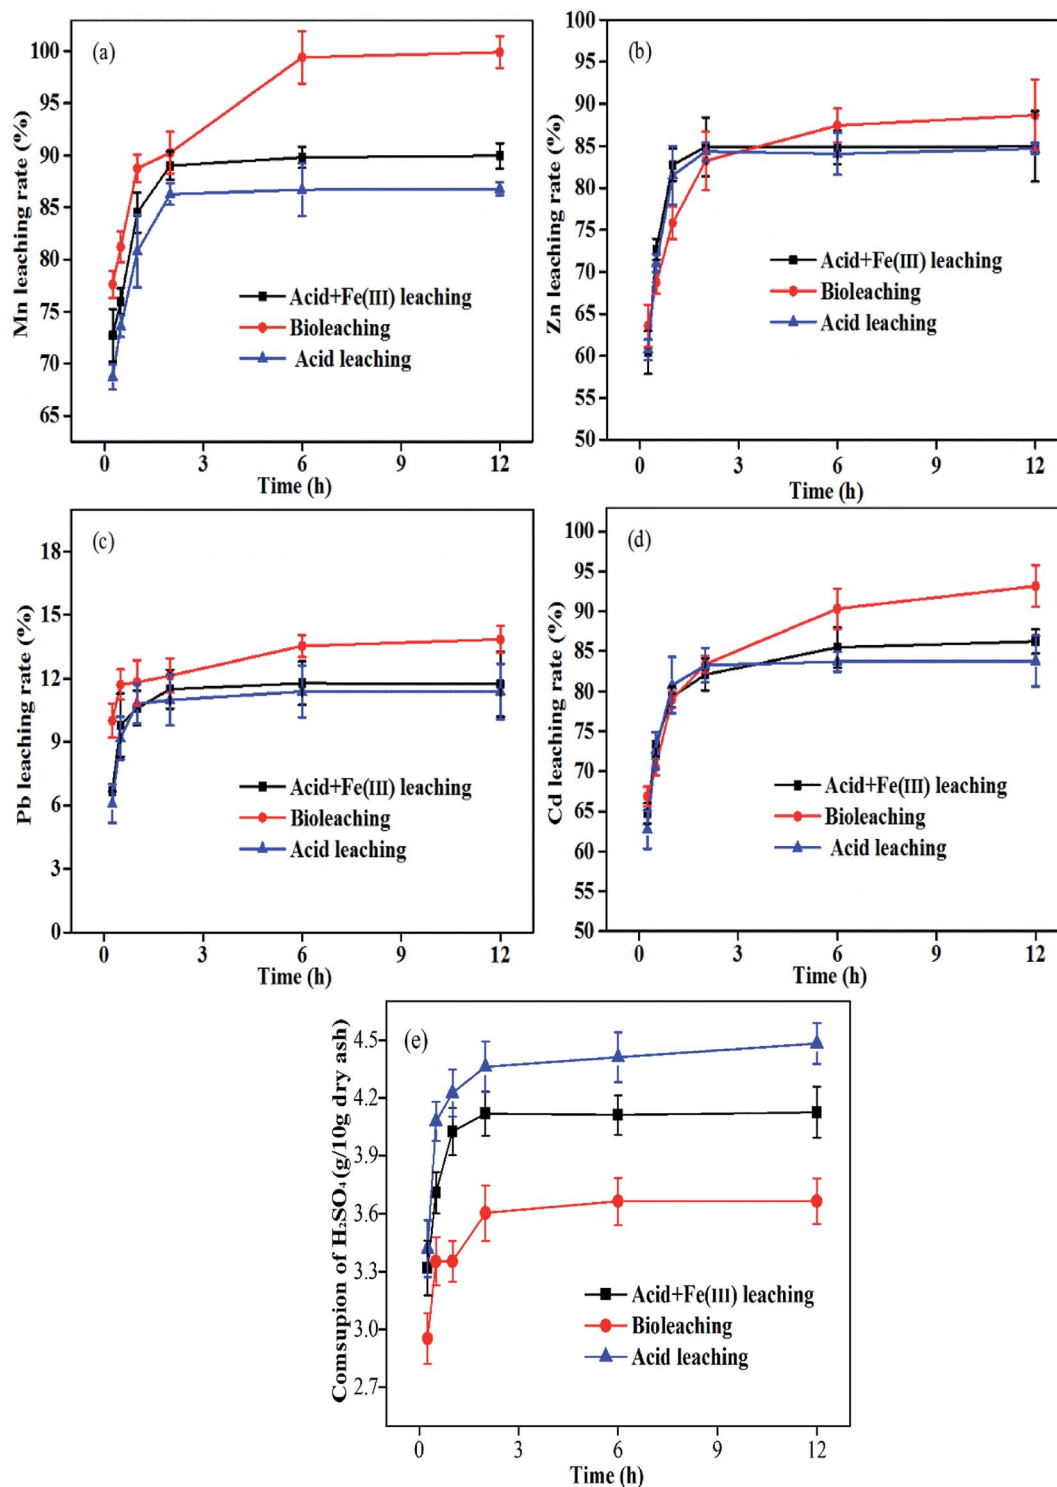 (a)
Mn leaching rate (%)
100
95
90
85
80
75
70
65
Acid+Fe(III) leaching
Bioleaching
Acid leaching
0 3 6 9 12
Time (h)
(b)
Zn leaching rate (%)
100
95
90
85
80
75
70
65
60
55
50
Acid+Fe(III) leaching
Bioleaching
Acid leaching
0 3 6 9 12
Time (h)
(c)
Pb leaching rate (%)
18
15
12
9
6
3
0
Acid+Fe(III) leaching
Bioleaching
Acid leaching
0 3 6 9 12
Time (h)
(d)
Cd leaching rate (%)
100
95
90
85
80
75
70
65
60
55
50
Acid+Fe(III) leaching
Bioleaching
Acid leaching
0 3 6 9 12
Time (h)
(e)
Comsupion of H₂SO₄(g/10g dry ash)
4.5
4.2
3.9
3.6
3.3
3.0
2.7
Acid+Fe(III) leaching
Bioleaching
Acid leaching
0 3 6 9 12
Time (h)